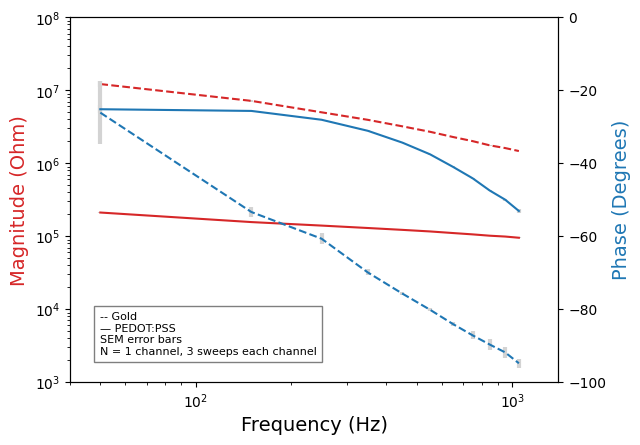 10^8
10^7
10^6
10^5
10^4
10^3
Magnitude (Ohm)
0
−20
−40
−60
−80
−100
Phase (Degrees)
-- Gold
— PEDOT:PSS
SEM error bars
N = 1 channel, 3 sweeps each channel
10^2
10^3
Frequency (Hz)